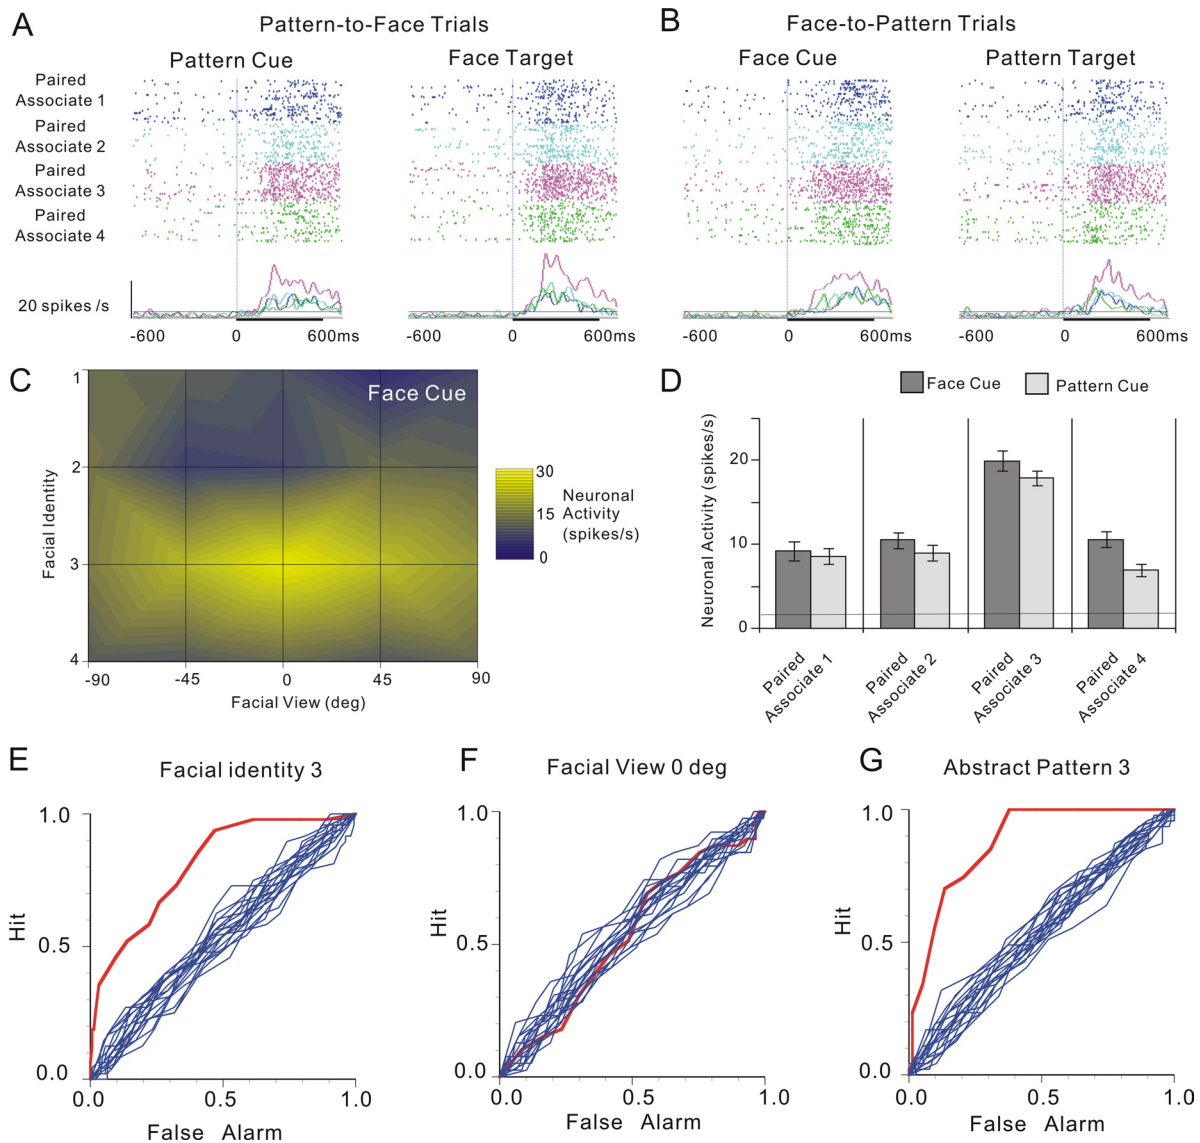 A
Pattern-to-Face Trials
B
Face-to-Pattern Trials
Pattern Cue
Face Target
Face Cue
Pattern Target
Paired
Associate 1
Paired
Associate 2
Paired
Associate 3
Paired
Associate 4
20 spikes /s
-600 0 600ms
-600 0 600ms
-600 0 600ms
-600 0 600ms
C
Face Cue
1
2
3
4
Facial Identity
-90 -45 0 45 90
Facial View (deg)
30
15
0
Neuronal
Activity
(spikes/s)
D
Face Cue
Pattern Cue
Neuronal Activity (spikes/s)
20
10
0
Paired
Associate 1
Paired
Associate 2
Paired
Associate 3
Paired
Associate 4
E
Facial identity 3
Hit
1.0
0.5
0.0
0.0 0.5 1.0
False Alarm
F
Facial View 0 deg
Hit
1.0
0.5
0.0
0.0 0.5 1.0
False Alarm
G
Abstract Pattern 3
Hit
1.0
0.5
0.0
0.0 0.5 1.0
False Alarm